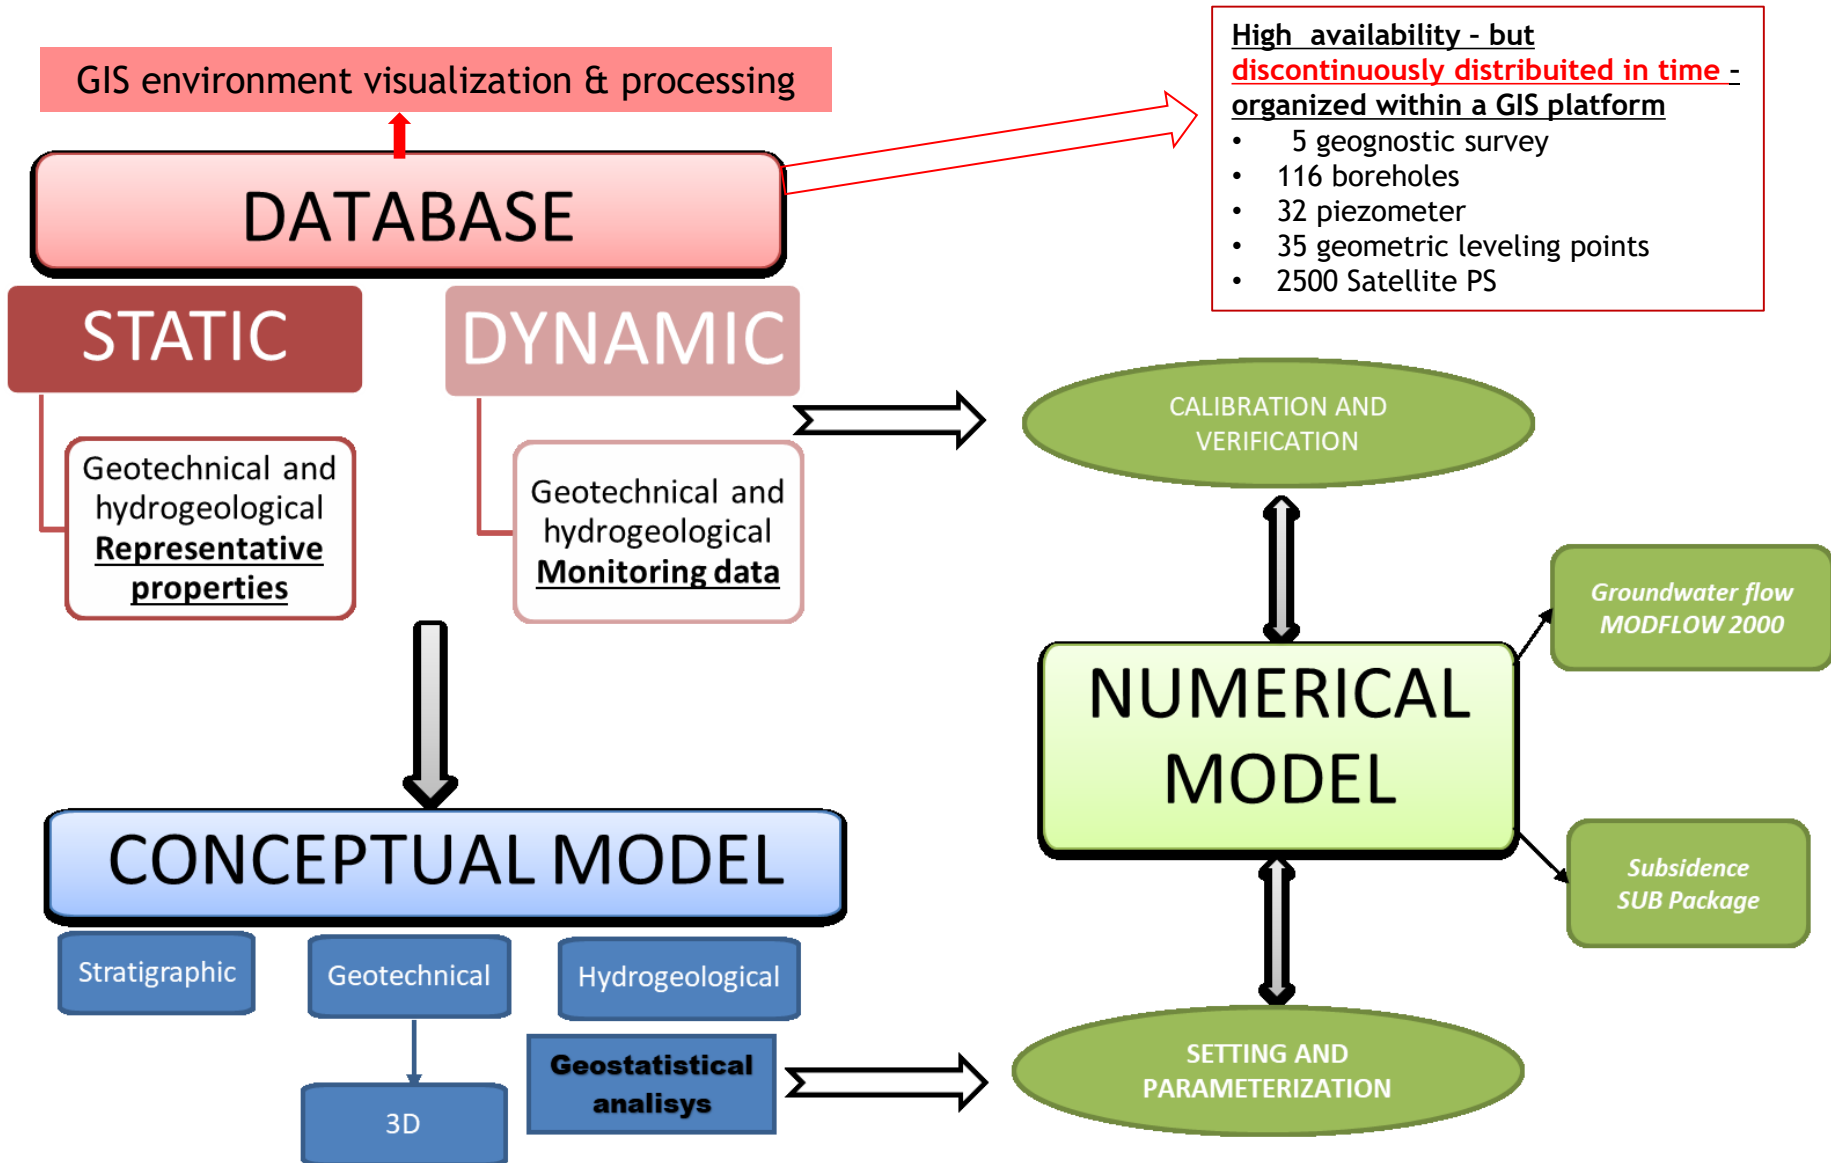 GIS environment visualization & processing
High availability - but
discontinuously distribuited in time -
organized within a GIS platform
• 5 geognostic survey
• 116 boreholes
• 32 piezometer
• 35 geometric leveling points
• 2500 Satellite PS
DATABASE
STATIC
DYNAMIC
Geotechnical and
hydrogeological
Representative
properties
Geotechnical and
hydrogeological
Monitoring data
CALIBRATION AND
VERIFICATION
Groundwater flow
MODFLOW 2000
NUMERICAL
MODEL
Subsidence
SUB Package
CONCEPTUAL MODEL
Stratigraphic
Geotechnical
Hydrogeological
3D
Geostatistical
analisys
SETTING AND
PARAMETERIZATION